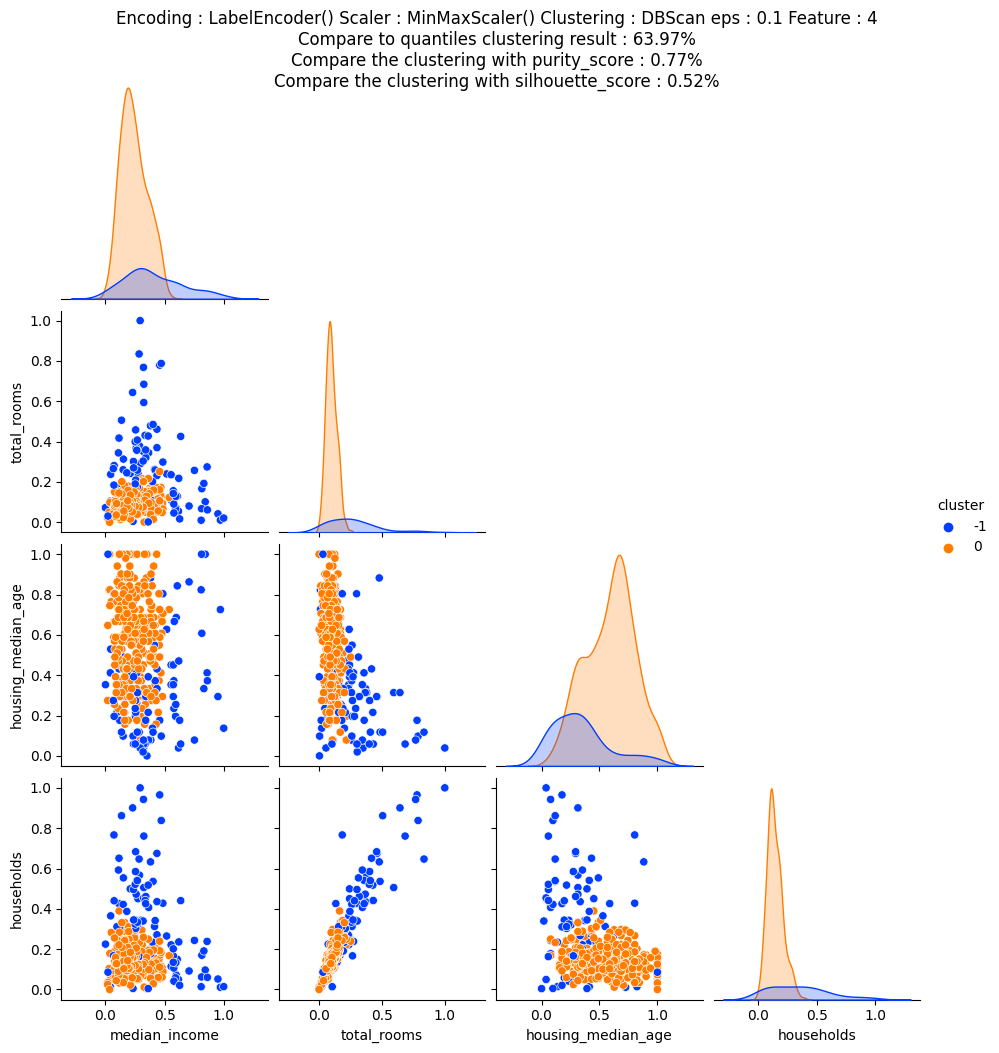 Encoding : LabelEncoder() Scaler : MinMaxScaler() Clustering : DBScan eps : 0.1 Feature : 4
Compare to quantiles clustering result : 63.97%
Compare the clustering with purity_score : 0.77%
Compare the clustering with silhouette_score : 0.52%
1.0
0.8
0.6
0.4
0.2
0.0
total_rooms
cluster
-1
0
1.0
0.8
0.6
0.4
0.2
0.0
housing_median_age
1.0
0.8
0.6
0.4
0.2
0.0
households
0.0 0.5 1.0 0.0 0.5 1.0 0.0 0.5 1.0 0.0 0.5 1.0
median_income total_rooms housing_median_age households